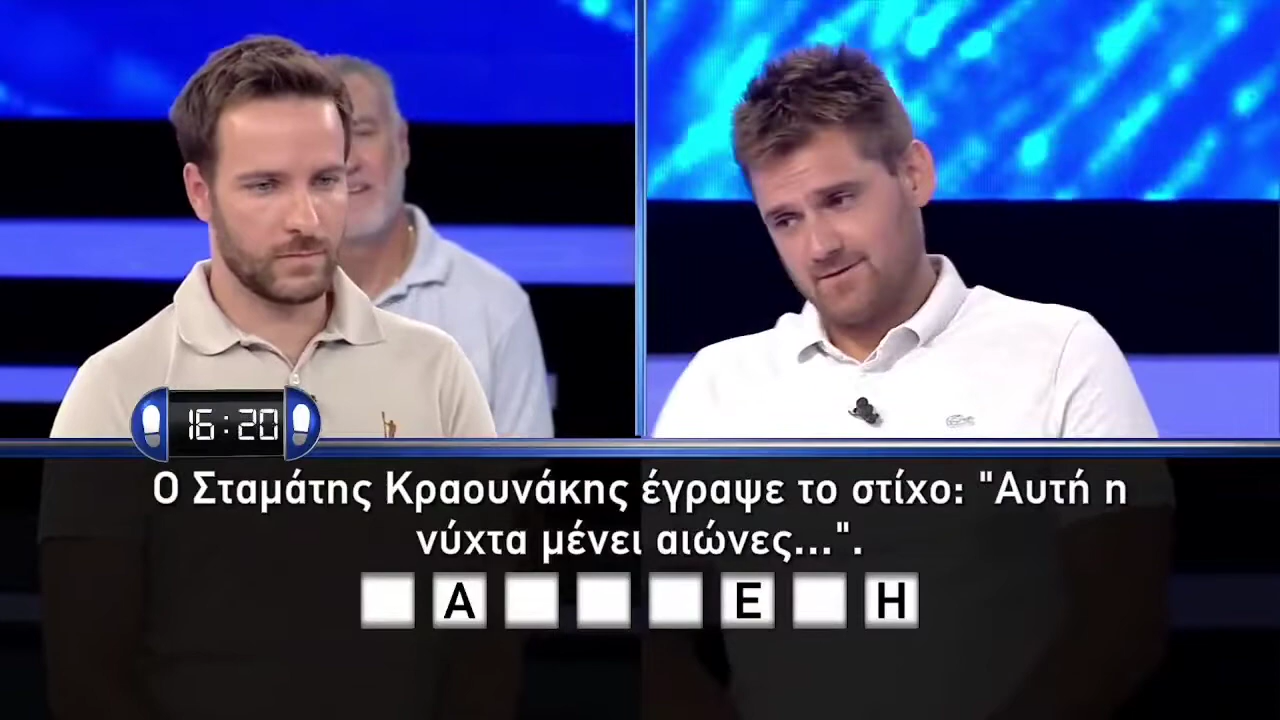 16:20
Ο Σταμάτης Κραουνάκης έγραψε το στίχο: "Αυτή η
νύχτα μένει αιώνες...".
Α Ε Η